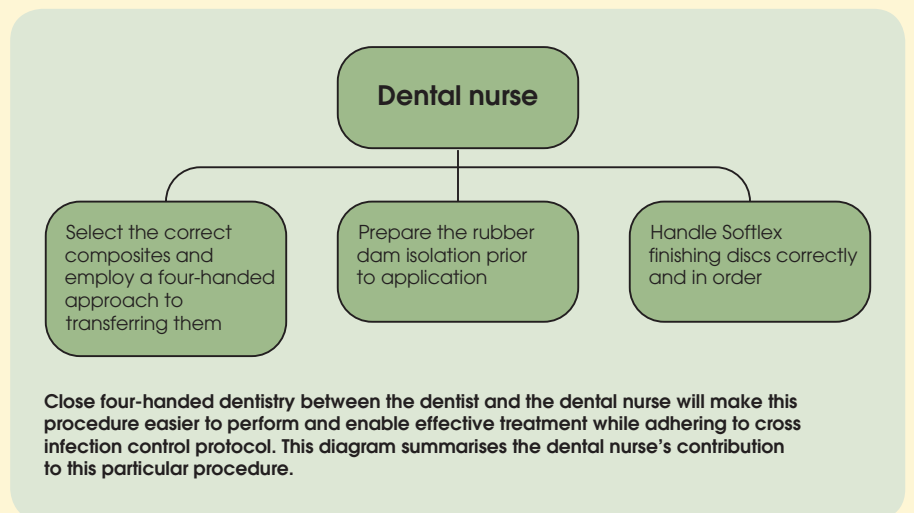 Dental nurse
Select the correct
composites and
employ a four-handed
approach to
transferring them
Prepare the rubber
dam isolation prior
to application
Handle Softlex
finishing discs correctly
and in order
Close four-handed dentistry between the dentist and the dental nurse will make this
procedure easier to perform and enable effective treatment while adhering to cross
infection control protocol. This diagram summarises the dental nurse’s contribution
to this particular procedure.